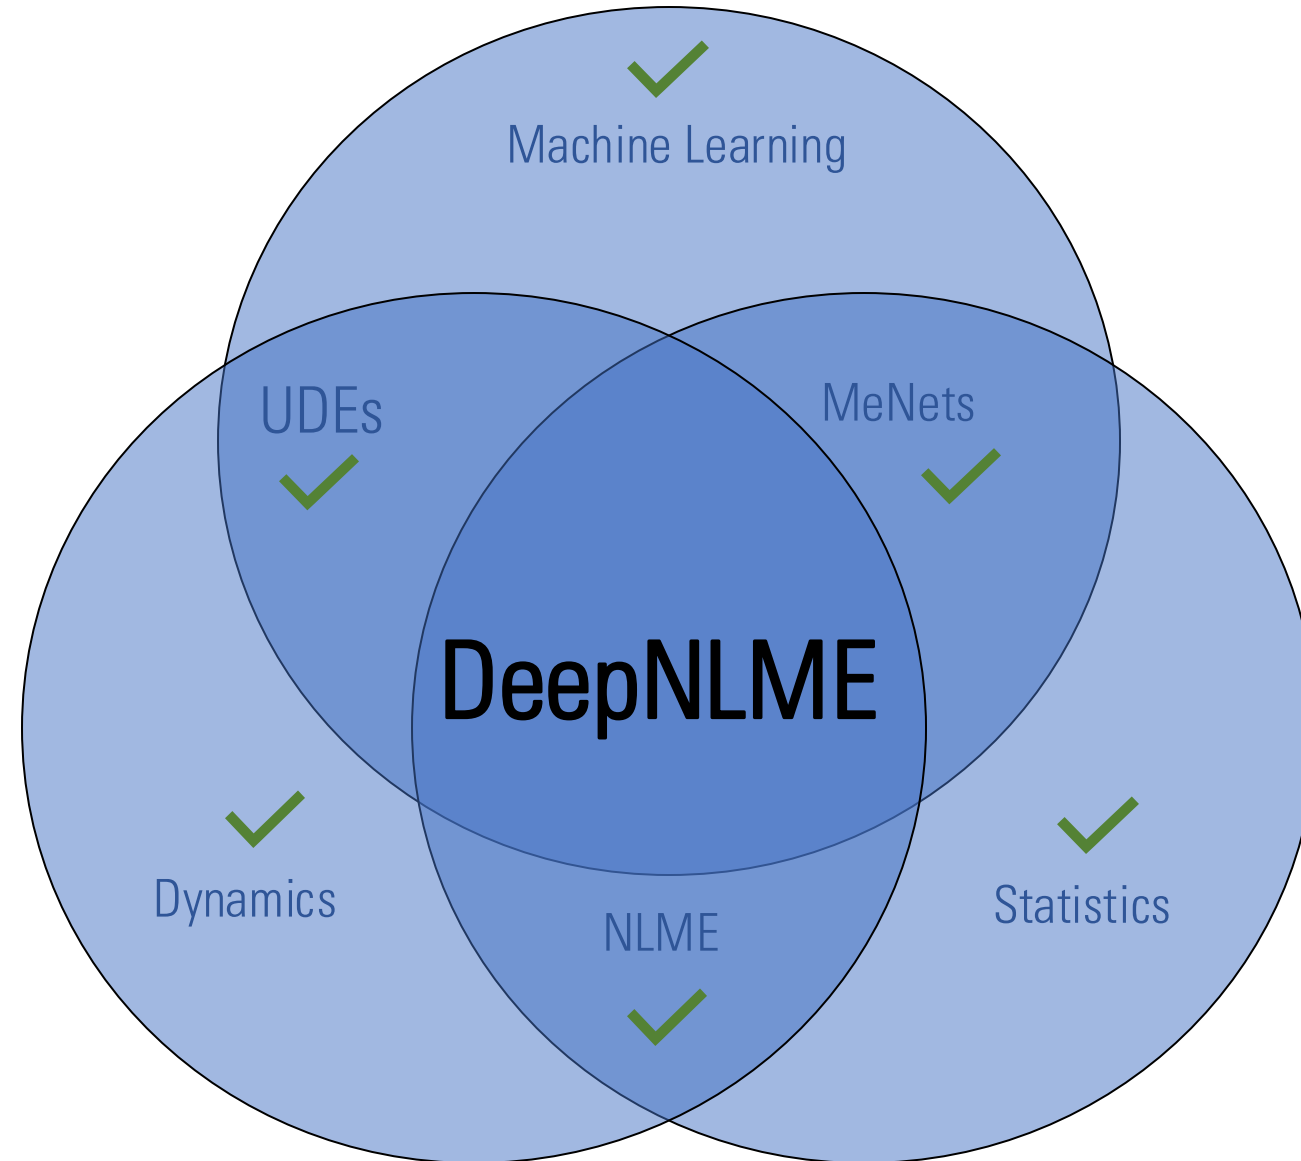 Machine Learning
UDEs
MeNets
DeepNLME
Dynamics
Statistics
NLME